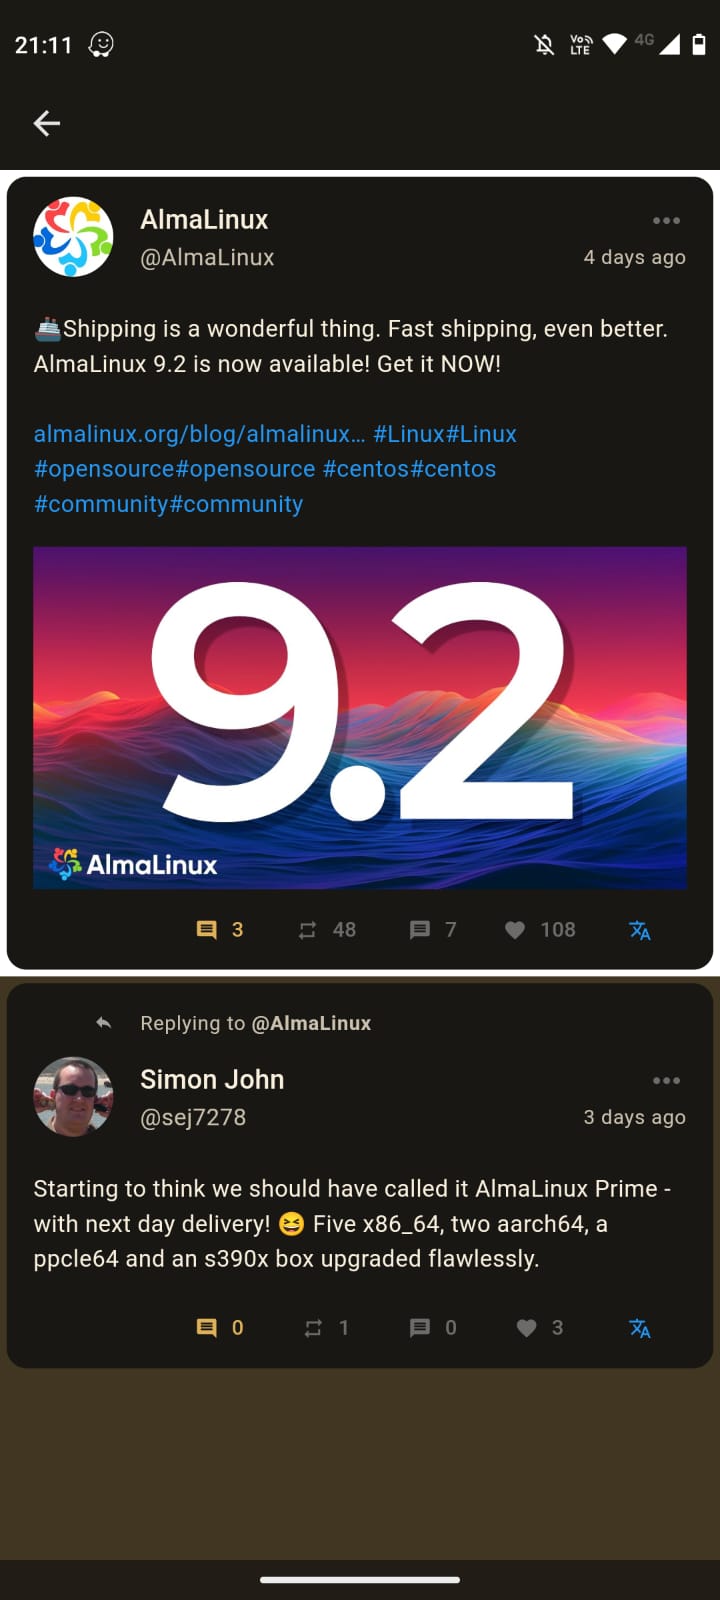 21:11
Vo
LTE
4G
AlmaLinux
@AlmaLinux
4 days ago
🚢Shipping is a wonderful thing. Fast shipping, even better.
AlmaLinux 9.2 is now available! Get it NOW!
almalinux.org/blog/almalinux… #Linux#Linux
#opensource#opensource #centos#centos
#community#community
9.2
AlmaLinux
3 48 7 108
Replying to @AlmaLinux
Simon John
@sej7278
3 days ago
Starting to think we should have called it AlmaLinux Prime -
with next day delivery! 😆 Five x86_64, two aarch64, a
ppcle64 and an s390x box upgraded flawlessly.
0 1 0 3